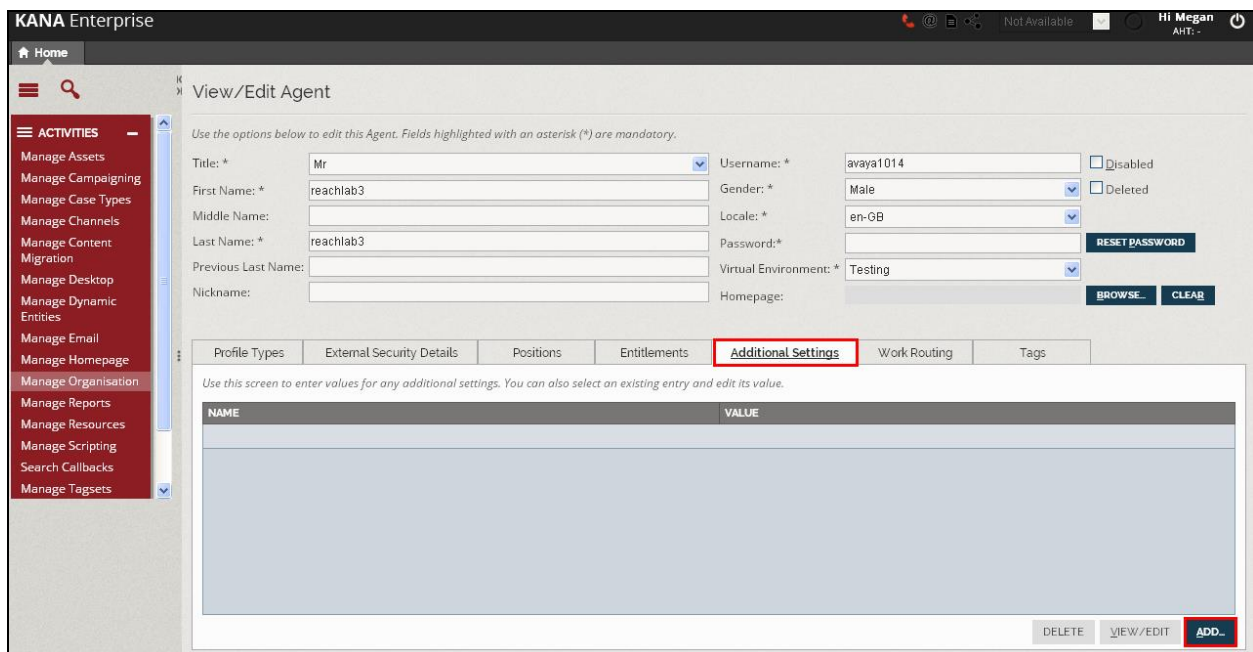 KANA Enterprise
Not Available
Hi Megan
AHT: -
Home
View/Edit Agent
ACTIVITIES
Manage Assets
Manage Campaigning
Manage Case Types
Manage Channels
Manage Content
Migration
Manage Desktop
Manage Dynamic
Entities
Manage Email
Manage Homepage
Manage Organisation
Manage Reports
Manage Resources
Manage Scripting
Search Callbacks
Manage Tagsets
Use the options below to edit this Agent. Fields highlighted with an asterisk (*) are mandatory.
Title: * Mr
First Name: * reachlab3
Middle Name:
Last Name: * reachlab3
Previous Last Name:
Nickname:
Username: * avaya1014 Disabled
Gender: * Male Deleted
Locale: * en-GB
Password:* RESET PASSWORD
Virtual Environment: * Testing
Homepage: BROWSE... CLEAR
Profile Types External Security Details Positions Entitlements Additional Settings Work Routing Tags
Use this screen to enter values for any additional settings. You can also select an existing entry and edit its value.
NAME VALUE
DELETE VIEW/EDIT ADD...